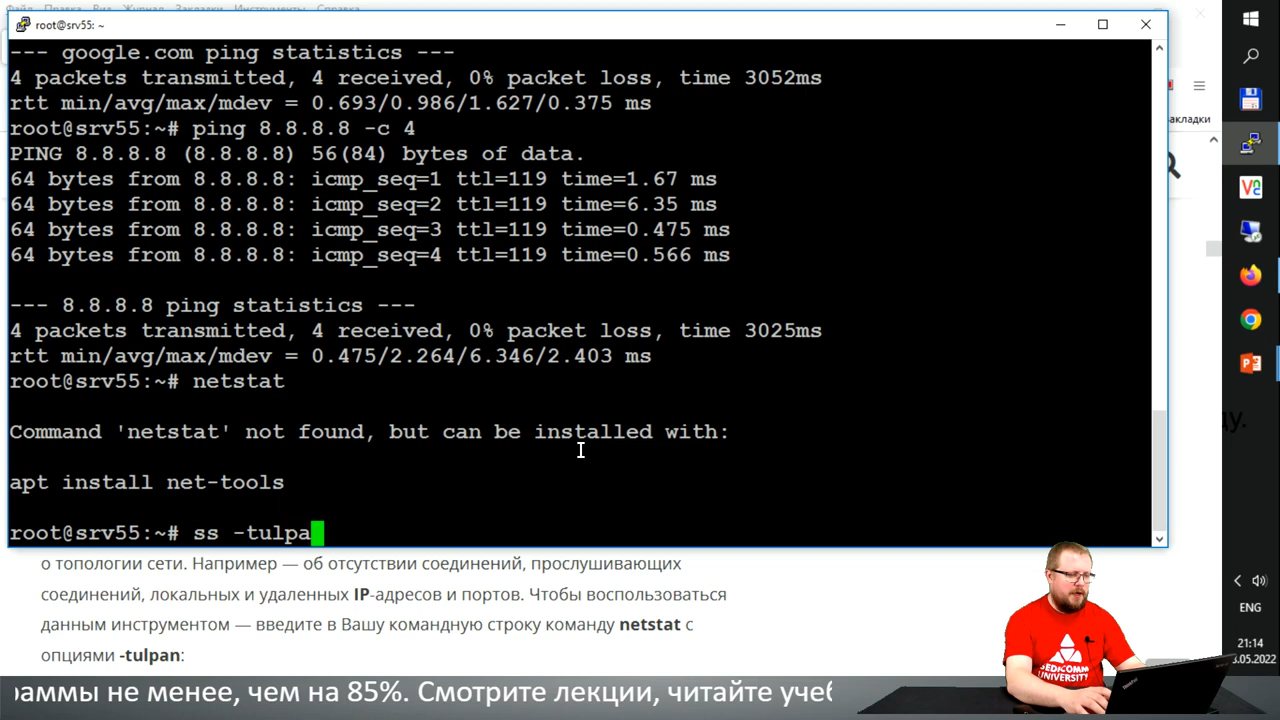 Файл Правка Вид Журнал Закладки Инструменты Справка
root@srv55: ~
--- google.com ping statistics ---
4 packets transmitted, 4 received, 0% packet loss, time 3052ms
rtt min/avg/max/mdev = 0.693/0.986/1.627/0.375 ms
root@srv55:~# ping 8.8.8.8 -c 4
PING 8.8.8.8 (8.8.8.8) 56(84) bytes of data.
64 bytes from 8.8.8.8: icmp_seq=1 ttl=119 time=1.67 ms
64 bytes from 8.8.8.8: icmp_seq=2 ttl=119 time=6.35 ms
64 bytes from 8.8.8.8: icmp_seq=3 ttl=119 time=0.475 ms
64 bytes from 8.8.8.8: icmp_seq=4 ttl=119 time=0.566 ms
--- 8.8.8.8 ping statistics ---
4 packets transmitted, 4 received, 0% packet loss, time 3025ms
rtt min/avg/max/mdev = 0.475/2.264/6.346/2.403 ms
root@srv55:~# netstat
Command 'netstat' not found, but can be installed with:
apt install net-tools
root@srv55:~# ss -tulpa
акладки
ду.
о топологии сети. Например — об отсутствии соединений, прослушивающих
соединений, локальных и удаленных IP-адресов и портов. Чтобы воспользоваться
данным инструментом — введите в Вашу командную строку команду netstat с
опциями -tulpan:
ENG
21:14
3.05.2022
SEDICOMM
UNIVERSITY
ThinkPad
раммы не менее, чем на 85%. Смотрите лекции, читайте учеб